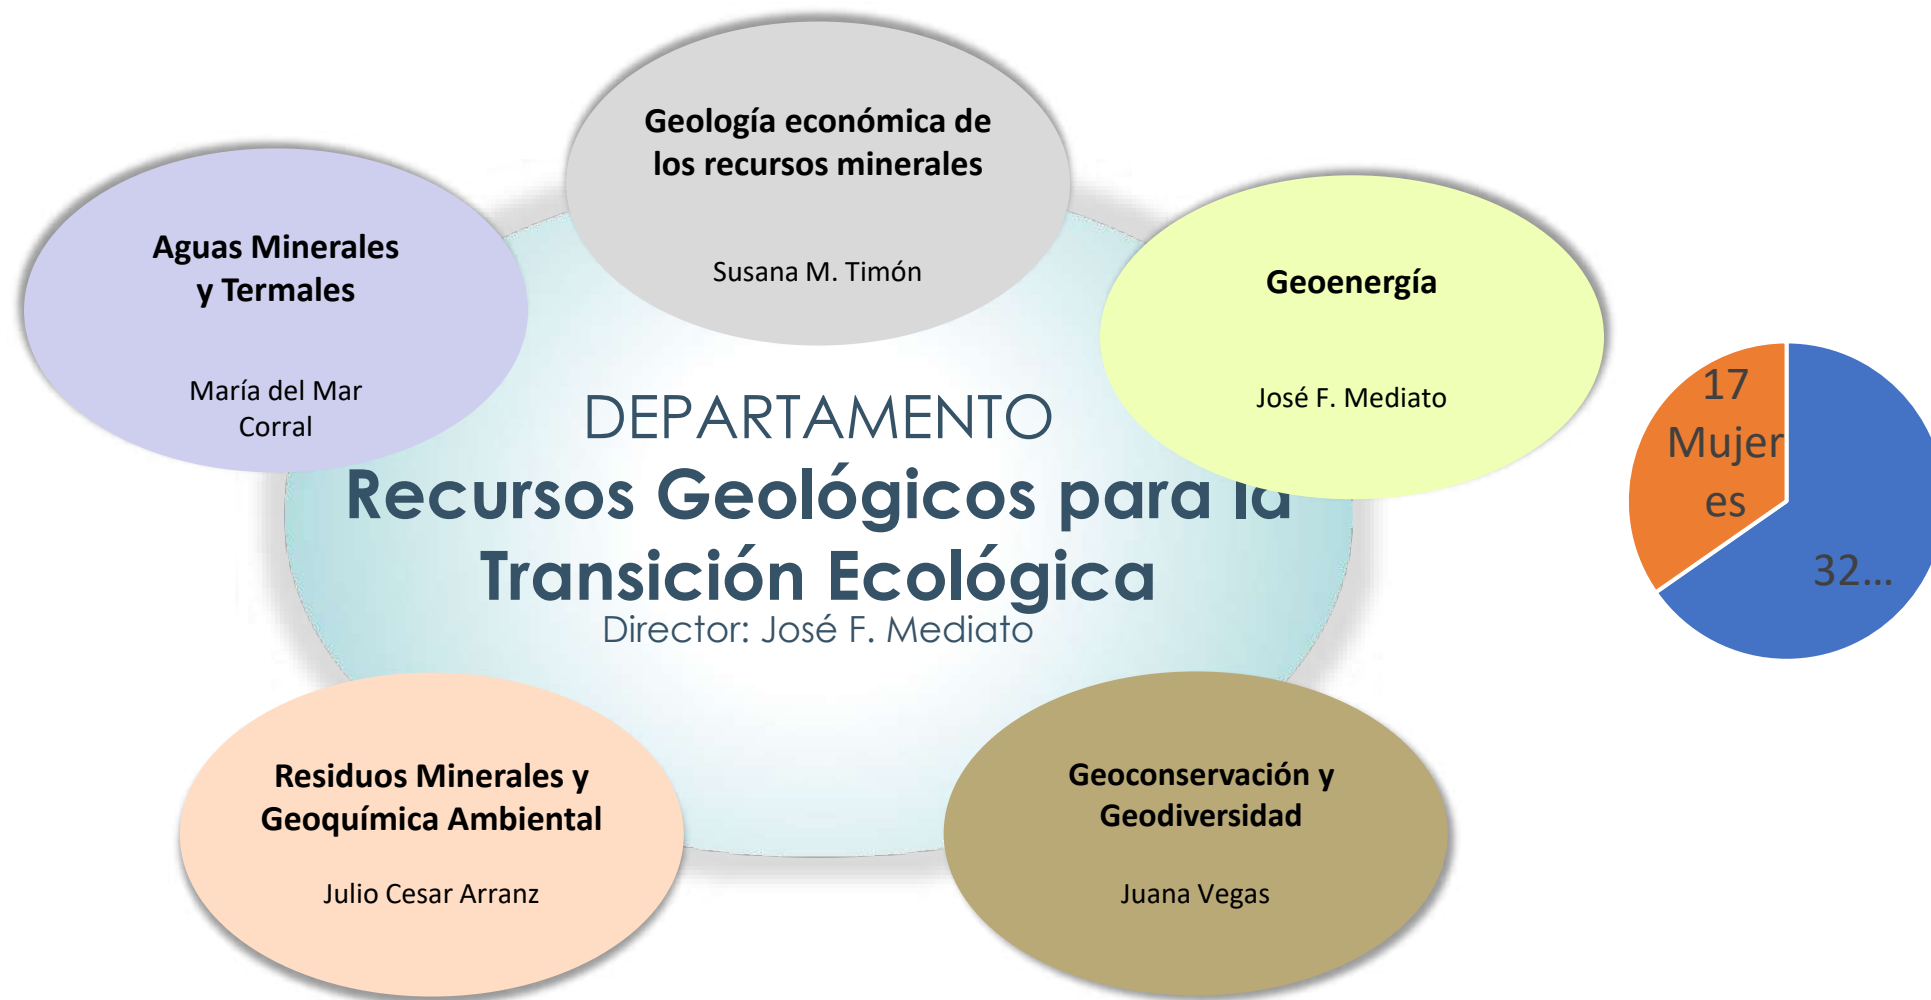 Geología económica de
los recursos minerales
Susana M. Timón
Aguas Minerales
y Termales
María del Mar
Corral
Geoenergía
José F. Mediato
DEPARTAMENTO
Recursos Geológicos para la
Transición Ecológica
Director: José F. Mediato
17
Mujer
es
32…
Residuos Minerales y
Geoquímica Ambiental
Julio Cesar Arranz
Geoconservación y
Geodiversidad
Juana Vegas